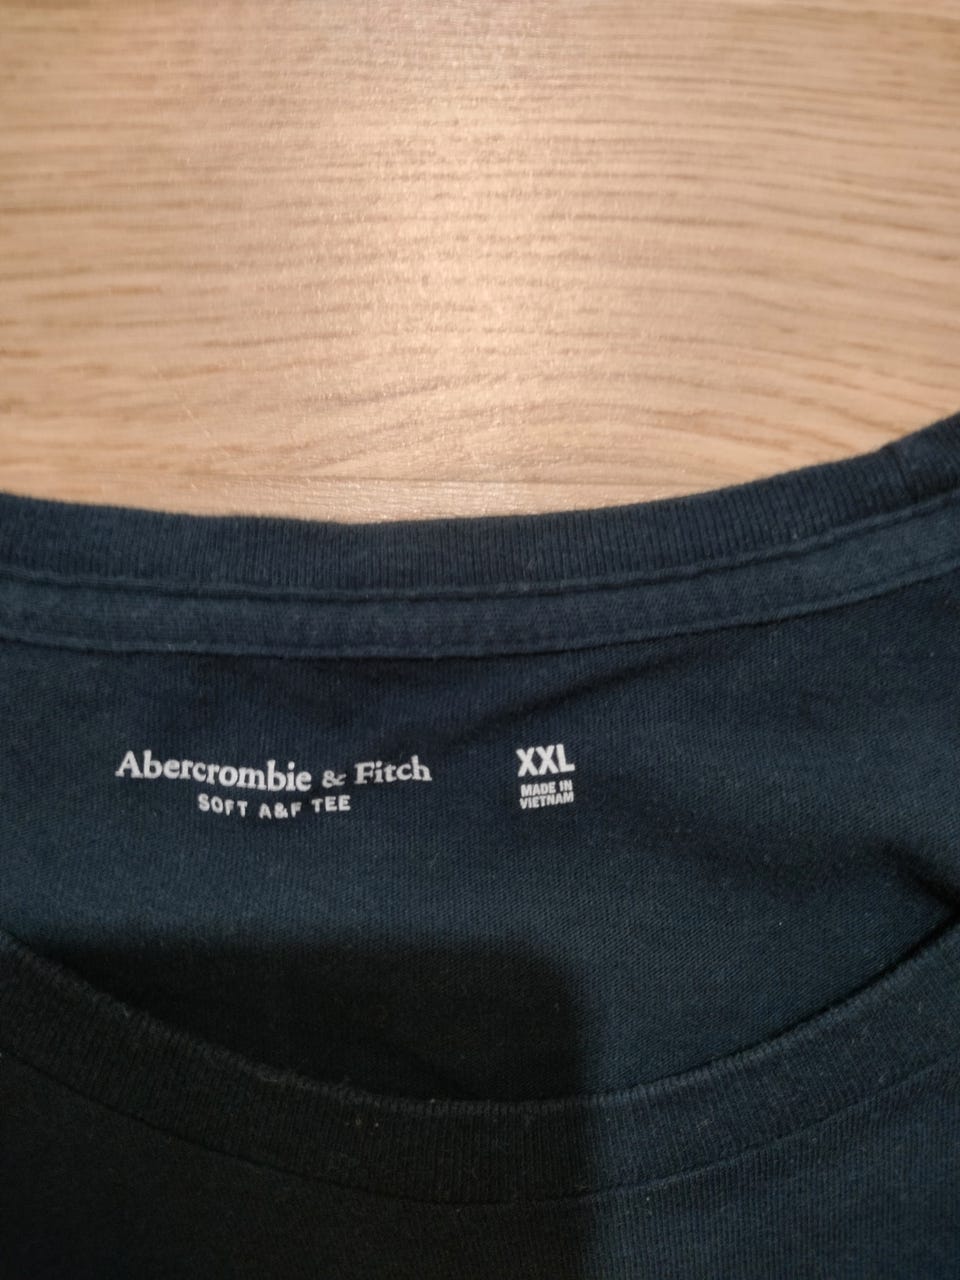 Abercrombie & Fitch
SOFT A&F TEE
XXL
MADE IN
VIETNAM